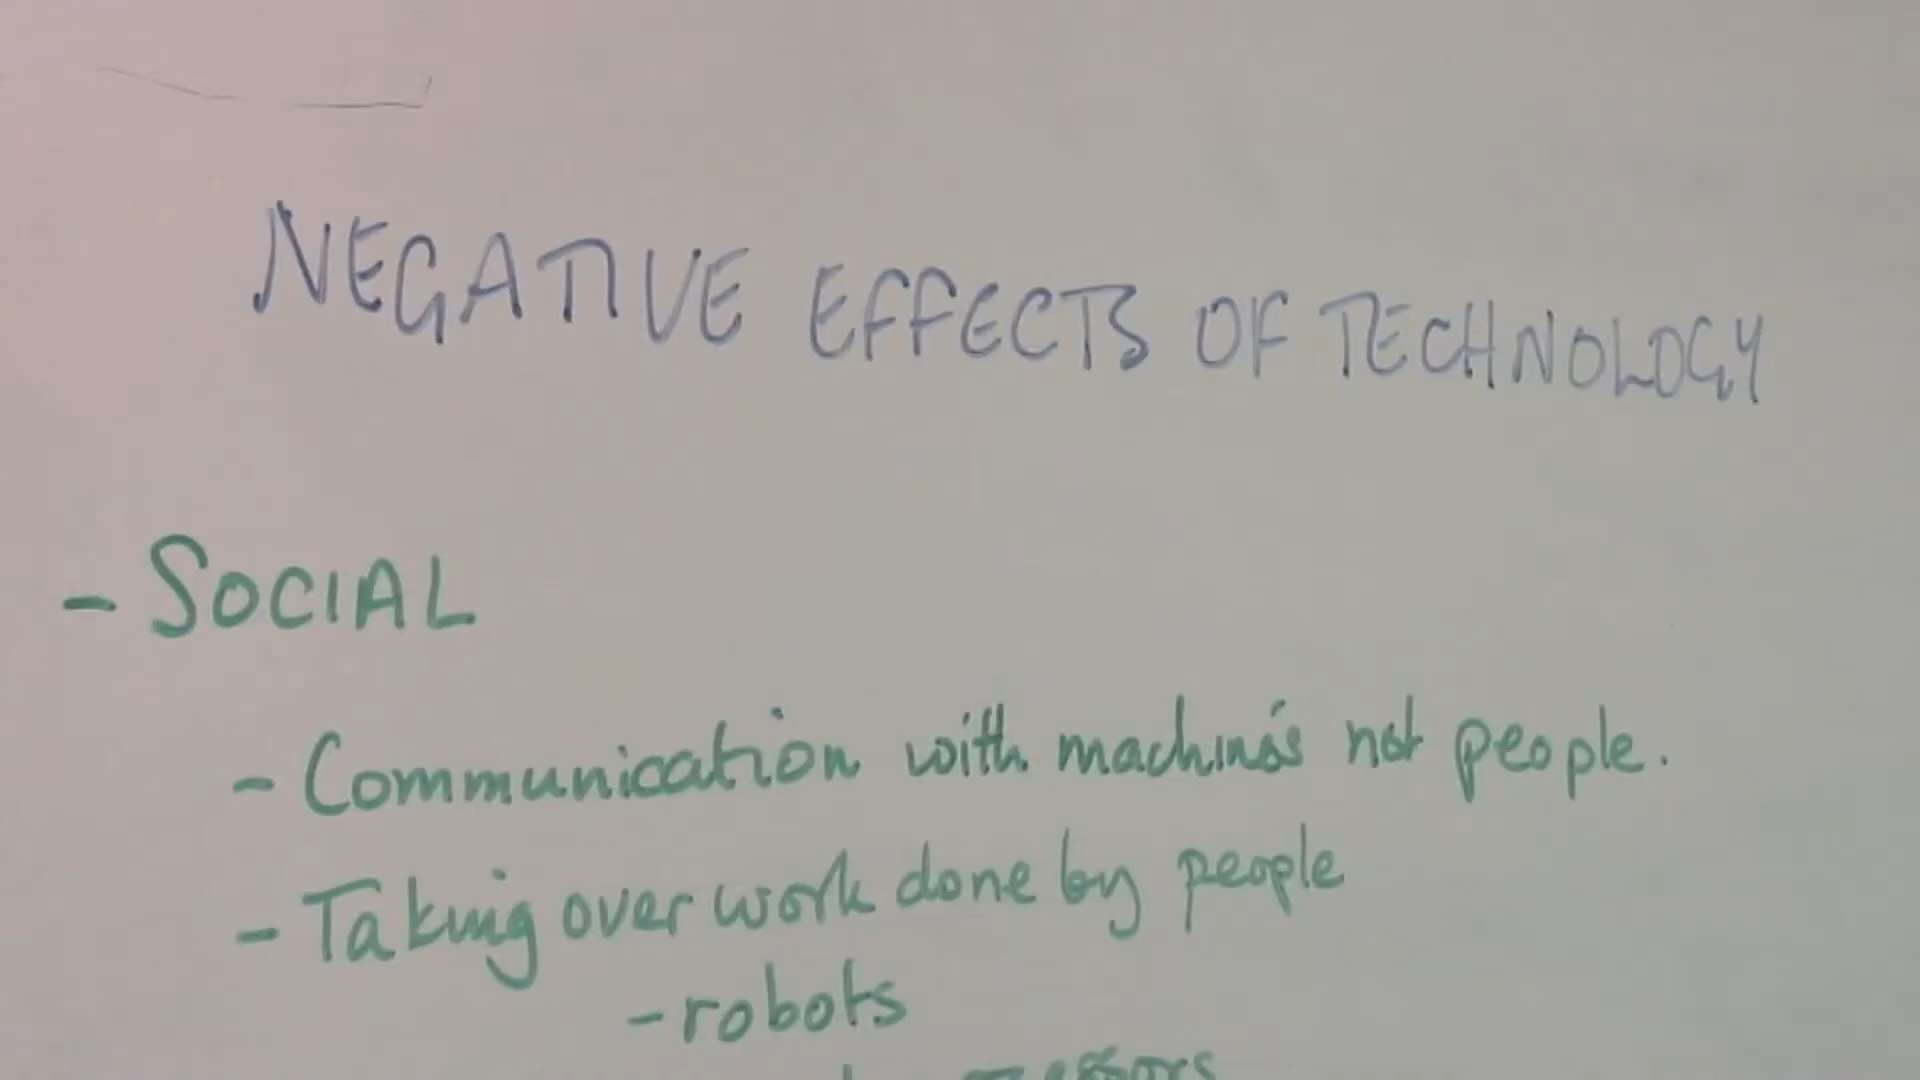 NEGATIVE EFFECTS OF TECHNOLOGY
- SOCIAL
- Communication with machines not people.
- Taking over work done by people
- robots